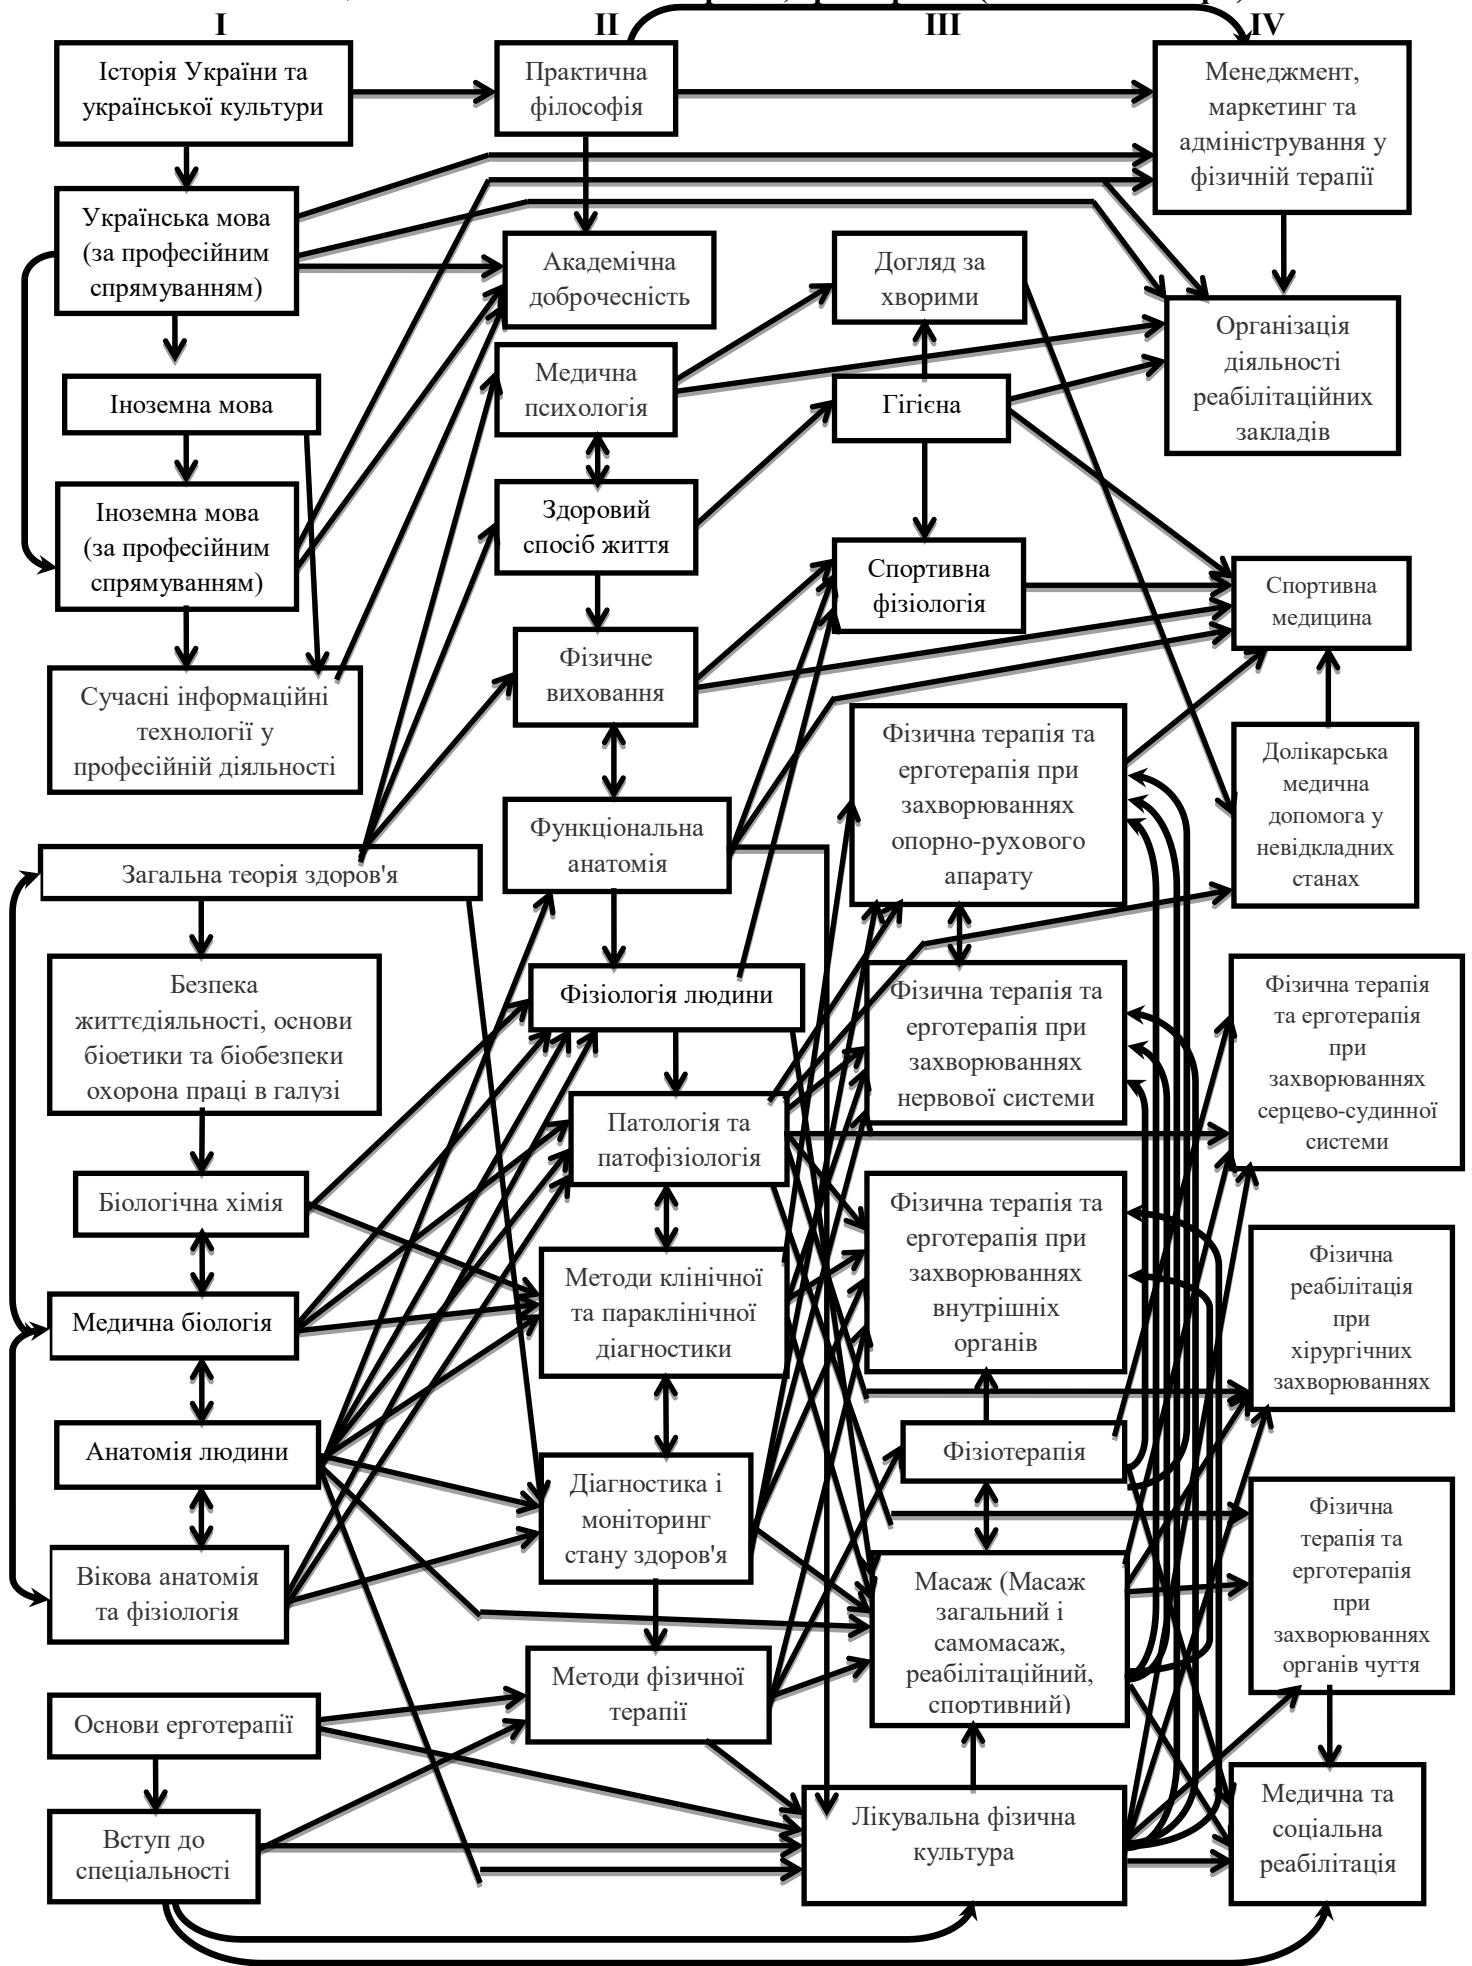 I
II
III
IV
Історія України та
української культури
Українська мова
(за професійним
спрямуванням)
Іноземна мова
Іноземна мова
(за професійним
спрямуванням)
Сучасні інформаційні
технології у
професійній діяльності
Загальна теорія здоров'я
Безпека
життєдіяльності, основи
біоетики та біобезпеки
охорона праці в галузі
Біологічна хімія
Медична біологія
Анатомія людини
Вікова анатомія
та фізіологія
Основи ерготерапії
Вступ до
спеціальності
Практична
філософія
Академічна
доброчесність
Медична
психологія
Здоровий
спосіб життя
Фізичне
виховання
Функціональна
анатомія
Фізіологія людини
Патологія та
патофізіологія
Методи клінічної
та параклінічної
діагностики
Діагностика і
моніторинг
стану здоров'я
Методи фізичної
терапії
Догляд за
хворими
Гігієна
Спортивна
фізіологія
Фізична терапія та
ерготерапія при
захворюваннях
опорно-рухового
апарату
Фізична терапія та
ерготерапія при
захворюваннях
нервової системи
Фізична терапія та
ерготерапія при
захворюваннях
внутрішніх
органів
Фізіотерапія
Масаж (Масаж
загальний і
самомасаж,
реабілітаційний,
спортивний)
Лікувальна фізична
культура
Менеджмент,
маркетинг та
адміністрування у
фізичній терапії
Організація
діяльності
реабілітаційних
закладів
Спортивна
медицина
Долікарська
медична
допомога у
невідкладних
станах
Фізична терапія
та ерготерапія
при
захворюваннях
серцево-судинної
системи
Фізична
реабілітація
при
хірургічних
захворюваннях
Фізична
терапія та
ерготерапія
при
захворюваннях
органів чуття
Медична та
соціальна
реабілітація